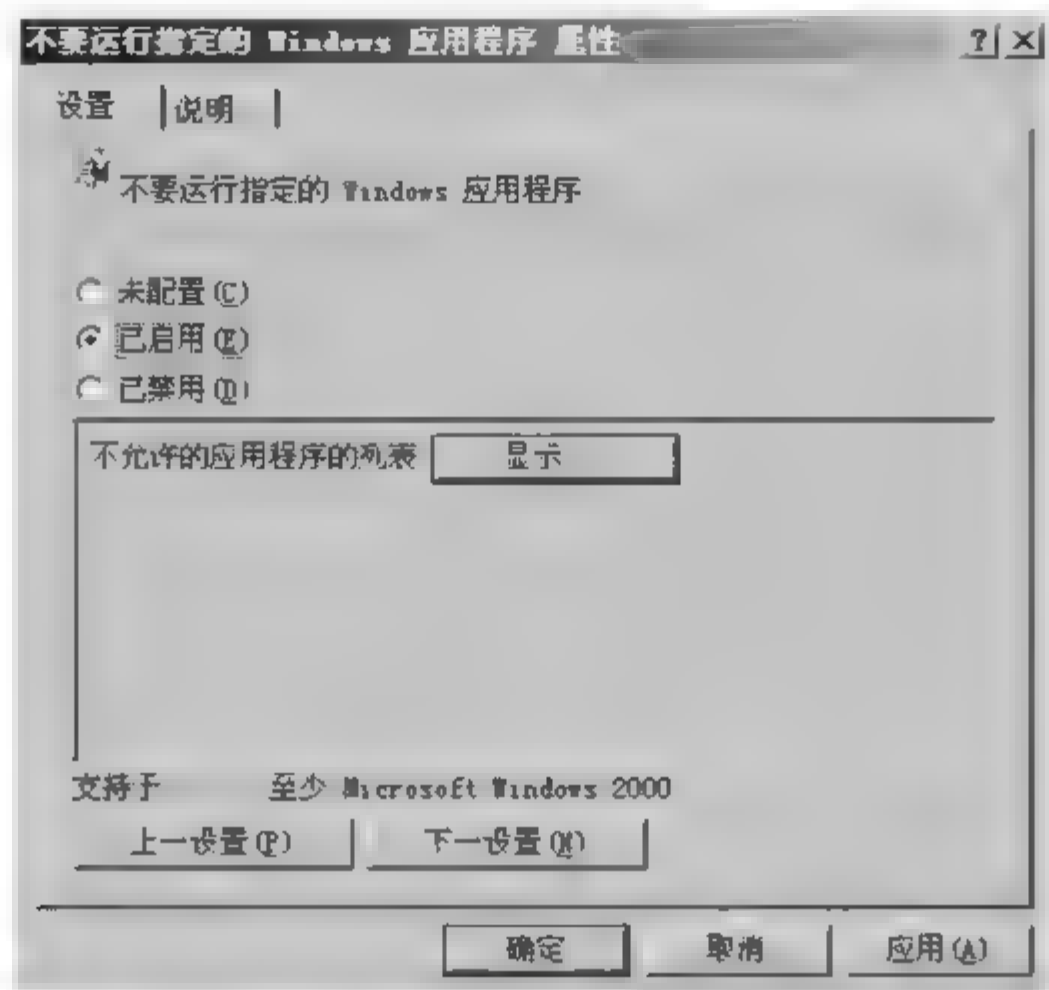 不要运行指定的 Windows 应用程序 属性 ? ×
设置 说明
不要运行指定的 Windows 应用程序
未配置(C)
已启用(E)
已禁用(D)
不允许的应用程序的列表 显示
支持于 至少 Microsoft Windows 2000
上一设置(P) 下一设置(N)
确定 取消 应用(A)